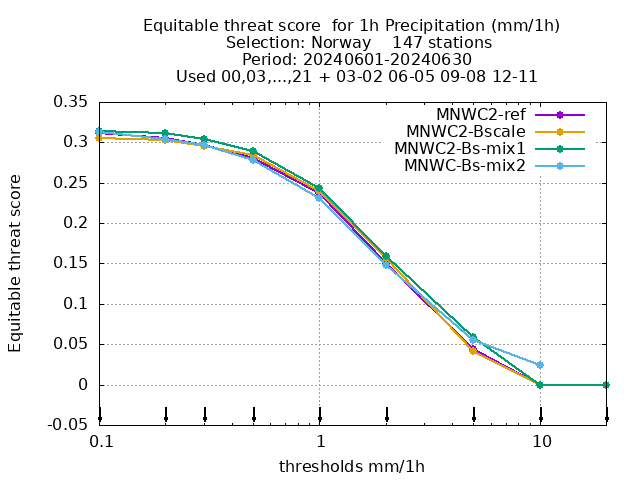 Equitable threat score  for 1h Precipitation (mm/1h)
Selection: Norway    147 stations
Period: 20240601-20240630
Used 00,03,...,21 + 03-02 06-05 09-08 12-11
MNWC2-ref
MNWC2-Bscale
MNWC2-Bs-mix1
MNWC-Bs-mix2
Equitable threat score
0.35
0.3
0.25
0.2
0.15
0.1
0.05
0
-0.05
0.1 1 10
thresholds mm/1h